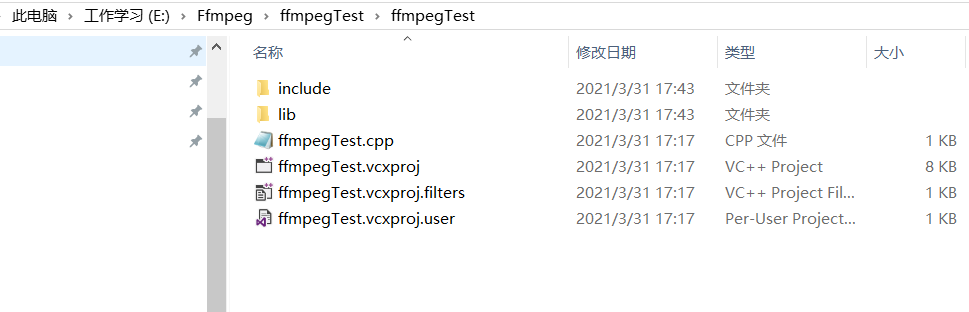 此电脑 › 工作学习 (E:) › Ffmpeg › ffmpegTest › ffmpegTest
名称 修改日期 类型 大小
include 2021/3/31 17:43 文件夹
lib 2021/3/31 17:43 文件夹
ffmpegTest.cpp 2021/3/31 17:17 CPP 文件 1 KB
ffmpegTest.vcxproj 2021/3/31 17:17 VC++ Project 8 KB
ffmpegTest.vcxproj.filters 2021/3/31 17:17 VC++ Project Fil... 1 KB
ffmpegTest.vcxproj.user 2021/3/31 17:17 Per-User Project... 1 KB